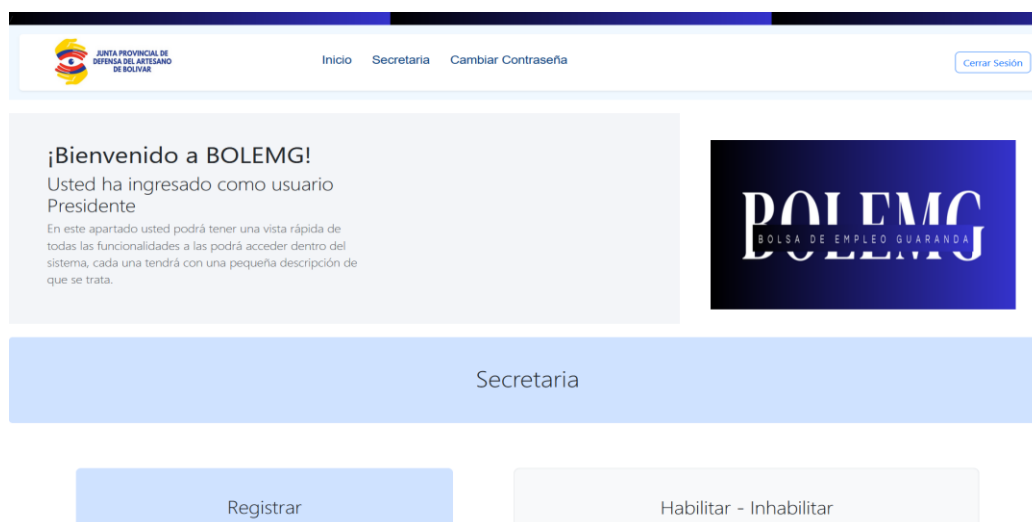 JUNTA PROVINCIAL DE
DEFENSA DEL ARTESANO
DE BOLIVAR
Inicio Secretaria Cambiar Contraseña
Cerrar Sesión
¡Bienvenido a BOLEMG!
Usted ha ingresado como usuario
Presidente
En este apartado usted podrá tener una vista rápida de
todas las funcionalidades a las podrá acceder dentro del
sistema, cada una tendrá con una pequeña descripción de
que se trata.
BOLEMG
BOLSA DE EMPLEO GUARANDA
Secretaria
Registrar
Habilitar - Inhabilitar